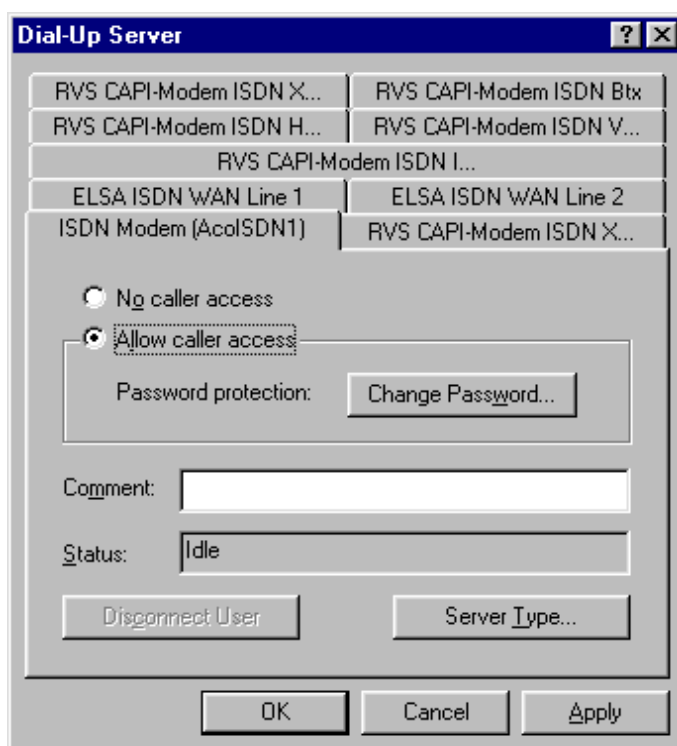 Dial-Up Server
RVS CAPI-Modem ISDN X... RVS CAPI-Modem ISDN Btx
RVS CAPI-Modem ISDN H... RVS CAPI-Modem ISDN V...
RVS CAPI-Modem ISDN I...
ELSA ISDN WAN Line 1 ELSA ISDN WAN Line 2
ISDN Modem (AcoISDN1) RVS CAPI-Modem ISDN X...
No caller access
Allow caller access
Password protection: Change Password...
Comment:
Status: Idle
Disconnect User Server Type...
OK Cancel Apply